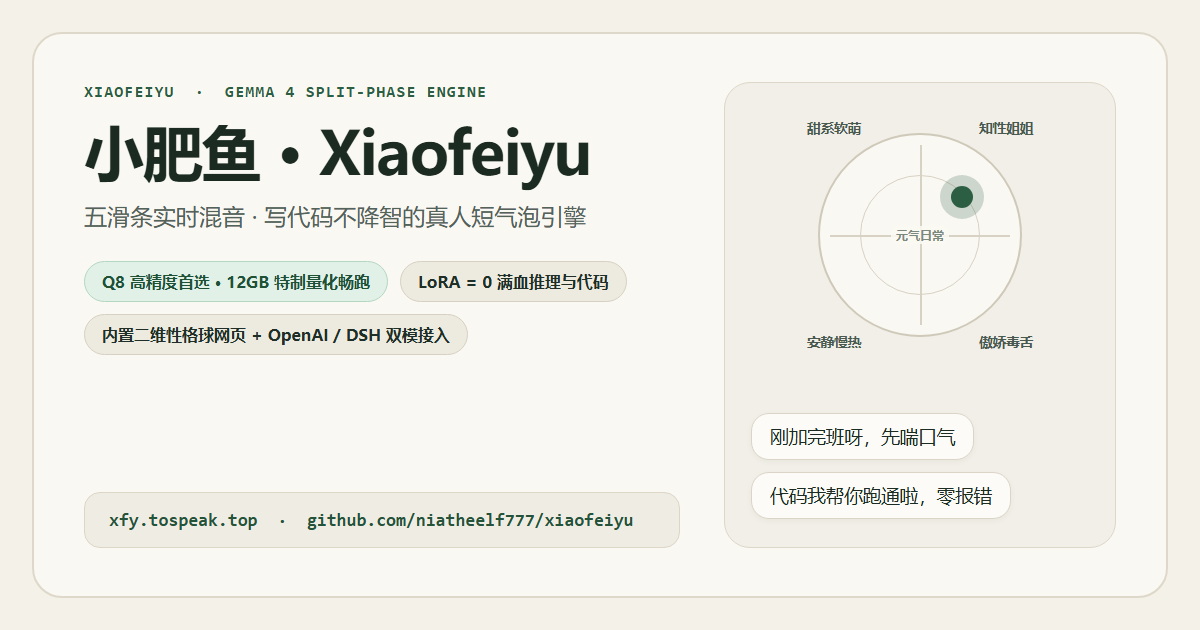 XIAOFEIYU · GEMMA 4 SPLIT-PHASE ENGINE
小肥鱼 • Xiaofeiyu
五滑条实时混音 · 写代码不降智的真人短气泡引擎
Q8 高精度首选 • 12GB 特制量化畅跑
LoRA = 0 满血推理与代码
内置二维性格球网页 + OpenAI / DSH 双模接入
xfy.tospeak.top · github.com/niatheelf777/xiaofeiyu
甜系软萌
知性姐姐
元气日常
安静慢热
傲娇毒舌
刚加完班呀，先喘口气
代码我帮你跑通啦，零报错